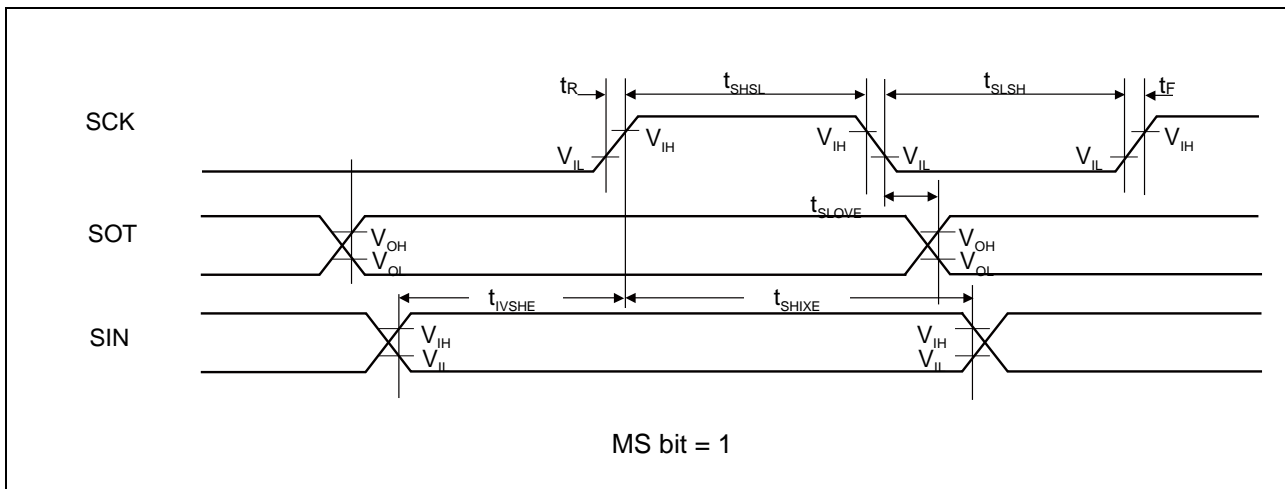 tR tSHSL tSLSH tF
SCK VIL VIH VIH VIL VIL VIH
tSLOVE
SOT VOH VOH
VOL VOL
tIVSHE tSHIXE
SIN VIH VIH
VIL VIL
MS bit = 1